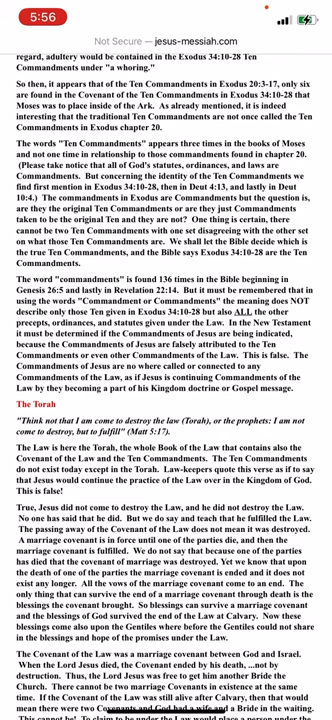 5:56
Not Secure — jesus-messiah.com
regard, adultery would be contained in the Exodus 34:10-28 Ten
Commandments under "a whoring."
So then, it appears that of the Ten Commandments in Exodus 20:3-17, only six
are found in the Covenant of the Ten Commandments in Exodus 34:10-28 that
Moses was to place inside of the Ark. As already mentioned, it is indeed
interesting that the traditional Ten Commandments are not once called the Ten
Commandments in Exodus chapter 20.
The words "Ten Commandments" appears three times in the books of Moses
and not one time in relationship to those commandments found in chapter 20.
(Please take notice that all of God's statutes, ordinances, and laws are
Commandments. But concerning the identity of the Ten Commandments we
find first mention in Exodus 34:10-28, then in Deut 4:13, and lastly in Deut
10:4.) The commandments in Exodus are Commandments but the question is,
are they the original Ten Commandments or are they just Commandments
taken to be the original Ten and they are not? One thing is certain, there
cannot be two Ten Commandments with one set disagreeing with the other set
on what those Ten Commandments are. We shall let the Bible decide which is
the true Ten Commandments, and the Bible says Exodus 34:10-28 are the Ten
Commandments.
The word "commandments" is found 136 times in the Bible beginning in
Genesis 26:5 and lastly in Revelation 22:14. But it must be remembered that in
using the words "Commandment or Commandments" the meaning does NOT
describe only those Ten given in Exodus 34:10-28 but also ALL the other
precepts, ordinances, and statutes given under the Law. In the New Testament
it must be determined if the Commandments of Jesus are being indicated,
because the Commandments of Jesus are falsely attributed to the Ten
Commandments or even other Commandments of the Law. This is false. The
Commandments of Jesus are no where called or connected to any
Commandments of the Law, as if Jesus is continuing Commandments of the
Law by they becoming a part of his Kingdom doctrine or Gospel message.
The Torah
"Think not that I am come to destroy the law (Torah), or the prophets: I am not
come to destroy, but to fulfill" (Matt 5:17).
The Law is here the Torah, the whole Book of the Law that contains also the
Covenant of the Law and the Ten Commandments. The Ten Commandments
do not exist today except in the Torah. Law-keepers quote this verse as if to say
that Jesus would continue the practice of the Law over in the Kingdom of God.
This is false!
True, Jesus did not come to destroy the Law, and he did not destroy the Law.
No one has said that he did. But we do say and teach that he fulfilled the Law.
The passing away of the Covenant of the Law does not mean it was destroyed.
A marriage covenant is in force until one of the parties die, and then the
marriage covenant is fulfilled. We do not say that because one of the parties
has died that the covenant of marriage was destroyed. Yet we know that upon
the death of one of the parties the marriage covenant is ended and it does not
exist any longer. All the vows of the marriage covenant come to an end. The
only thing that can survive the end of a marriage covenant through death is the
blessings the covenant brought. So blessings can survive a marriage covenant
and the blessings of God survived the end of the Law at Calvary. Now these
blessings come also upon the Gentiles where before the Gentiles could not share
in the blessings and hope of the promises under the Law.
The Covenant of the Law was a marriage covenant between God and Israel.
When the Lord Jesus died, the Covenant ended by his death, ...not by
destruction. Thus, the Lord Jesus was free to get him another Bride the
Church. There cannot be two marriage Covenants in existence at the same
time. If the Covenant of the Law was still alive after Calvary, then that would
mean there were two Covenants and God had a wife and a Bride in the waiting.
This cannot be! To claim to be under the Law would place a person under the